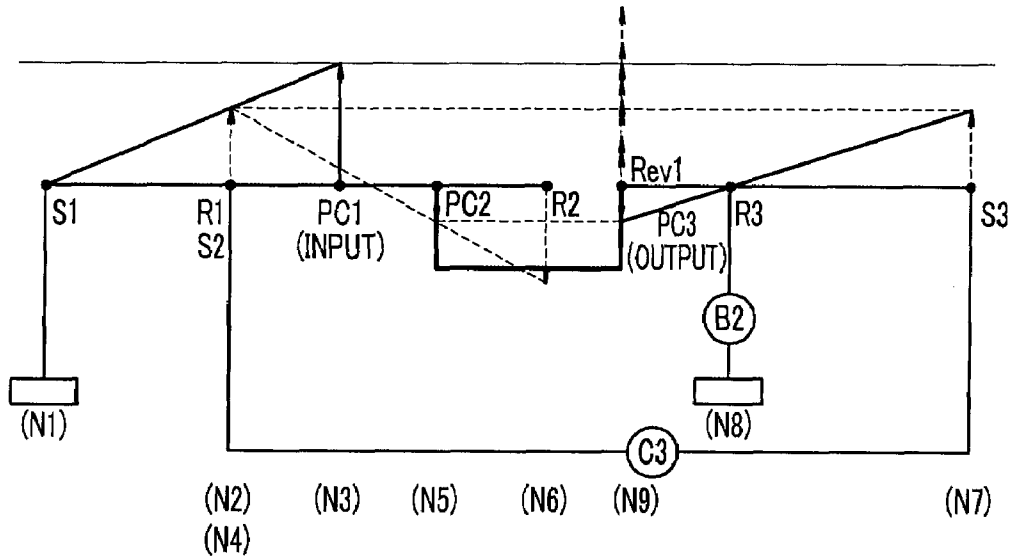 Rev1
S1
R1
S2
PC1
(INPUT)
PC2
R2
PC3
(OUTPUT)
R3
S3
B2
(N1)
(N8)
C3
(N2)
(N4)
(N3)
(N5)
(N6)
(N9)
(N7)